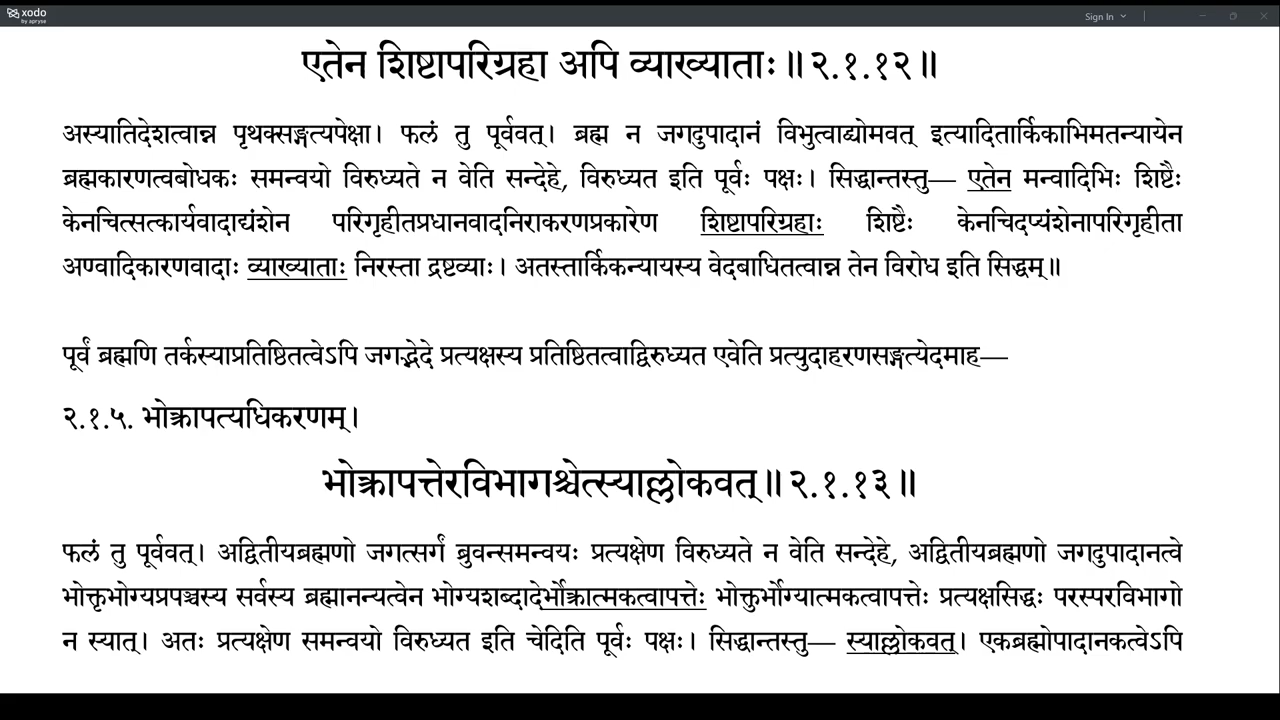 xodo
by apryse
Sign In
एतेन शिष्टापरिग्रहा अपि व्याख्याताः॥२.१.१२॥
अस्यातिदेशत्वान्न पृथक्सङ्गत्यपेक्षा। फलं तु पूर्ववत्। ब्रह्म न जगदुपादानं विभुत्वाद्योमवत् इत्यादितार्किकाभिमतन्यायेन
ब्रह्मकारणत्वबोधकः समन्वयो विरुध्यते न वेति सन्देहे, विरुध्यत इति पूर्वः पक्षः। सिद्धान्तस्तु— एतेन मन्वादिभिः शिष्टैः
केनचित्सत्कार्यवादाद्यंशेन परिगृहीतप्रधानवादनिराकरणप्रकारेण शिष्टापरिग्रहाः शिष्टैः केनचिदप्यंशेनापरिगृहीता
अण्वादिकारणवादाः व्याख्याताः निरस्ता द्रष्टव्याः। अतस्तार्किकन्यायस्य वेदबाधितत्वान्न तेन विरोध इति सिद्धम्॥
पूर्वं ब्रह्मणि तर्कस्याप्रतिष्ठितत्वेऽपि जगद्भेदे प्रत्यक्षस्य प्रतिष्ठितत्वाद्विरुध्यत एवेति प्रत्युदाहरणसङ्गत्येदमाह—
२.१.५. भोक्रापत्यधिकरणम्।
भोक्रापत्तेरविभागश्चेत्स्याल्लोकवत्॥२.१.१३॥
फलं तु पूर्ववत्। अद्वितीयब्रह्मणो जगत्सर्गं ब्रुवन्समन्वयः प्रत्यक्षेण विरुध्यते न वेति सन्देहे, अद्वितीयब्रह्मणो जगदुपादानत्वे
भोक्तृभोग्यप्रपञ्चस्य सर्वस्य ब्रह्मानन्यत्वेन भोग्यशब्दादेर्भोक्रात्मकत्वापत्तेः भोक्तुर्भोग्यात्मकत्वापत्तेः प्रत्यक्षसिद्धः परस्परविभागो
न स्यात्। अतः प्रत्यक्षेण समन्वयो विरुध्यत इति चेदिति पूर्वः पक्षः। सिद्धान्तस्तु— स्याल्लोकवत्। एकब्रह्मोपादानकत्वेऽपि